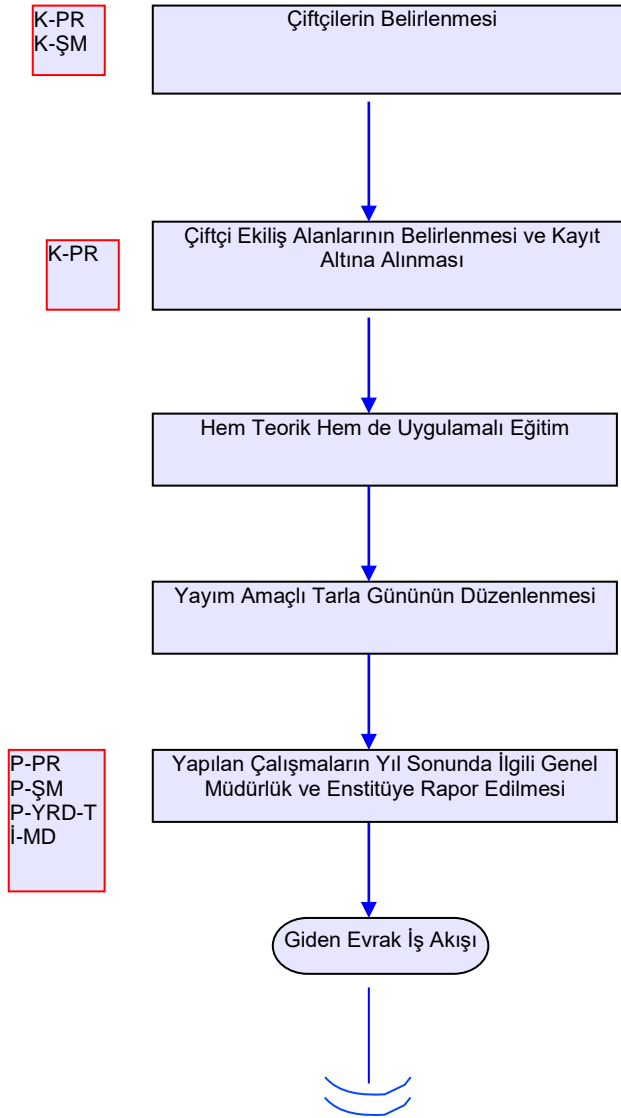 K-PR
K-ŞM
Çiftçilerin Belirlenmesi
K-PR
Çiftçi Ekiliş Alanlarının Belirlenmesi ve Kayıt
Altına Alınması
Hem Teorik Hem de Uygulamalı Eğitim
Yayım Amaçlı Tarla Gününün Düzenlenmesi
P-PR
P-ŞM
P-YRD-T
İ-MD
Yapılan Çalışmaların Yıl Sonunda İlgili Genel
Müdürlük ve Enstitüye Rapor Edilmesi
Giden Evrak İş Akışı